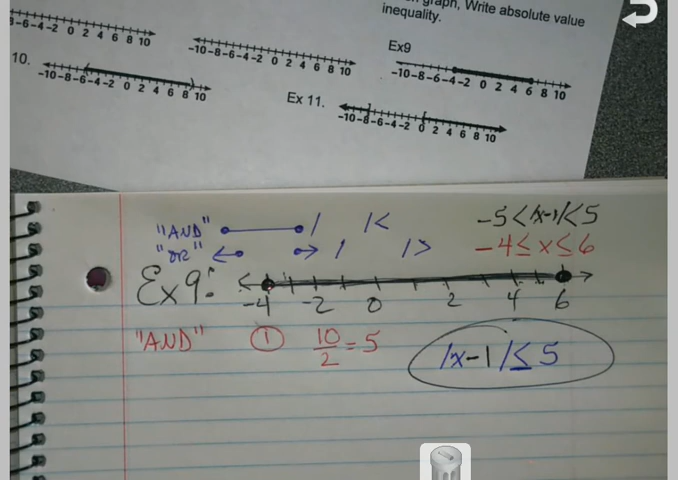 graph, Write absolute value
inequality.
-8-6-4-2 0 2 4 6 8 10
-10-8-6-4-2 0 2 4 6 8 10
Ex9
-10-8-6-4-2 0 2 4 6 8 10
10.
-10-8-6-4-2 0 2 4 6 8 10
Ex 11.
-10-8-6-4-2 0 2 4 6 8 10
"AND" | |<
-5<|x-1|<5
"OR" | |>
-4≤x≤6
Ex9:
-4 -2 0 2 4 6
"AND" 1 10/2=5 |x-1|≤5